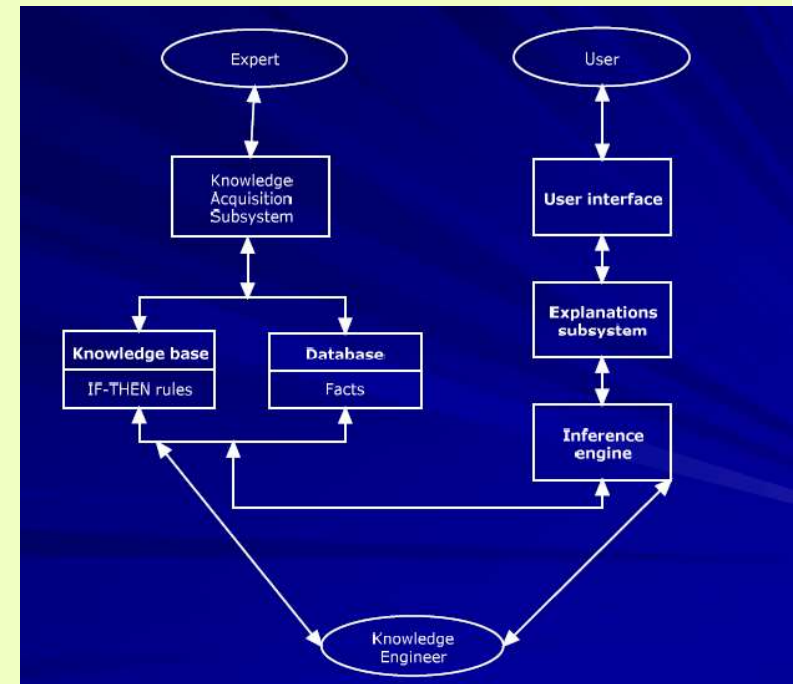 Expert
User
Knowledge
Acquisition
Subsystem
User interface
Explanations
subsystem
Knowledge base
IF-THEN rules
Database
Facts
Inference
engine
Knowledge
Engineer